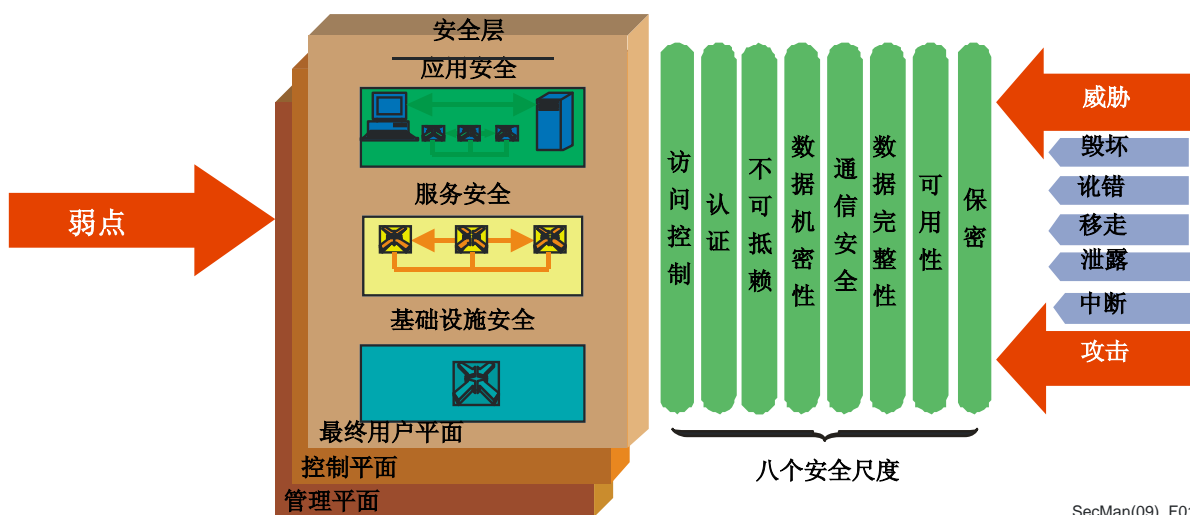 安全层
应用安全
服务安全
基础设施安全
最终用户平面
控制平面
管理平面
弱点
访问控制
认证
不可抵赖
数据机密性
通信安全
数据完整性
可用性
保密
八个安全尺度
威胁
毁坏
讹错
移走
泄露
中断
攻击